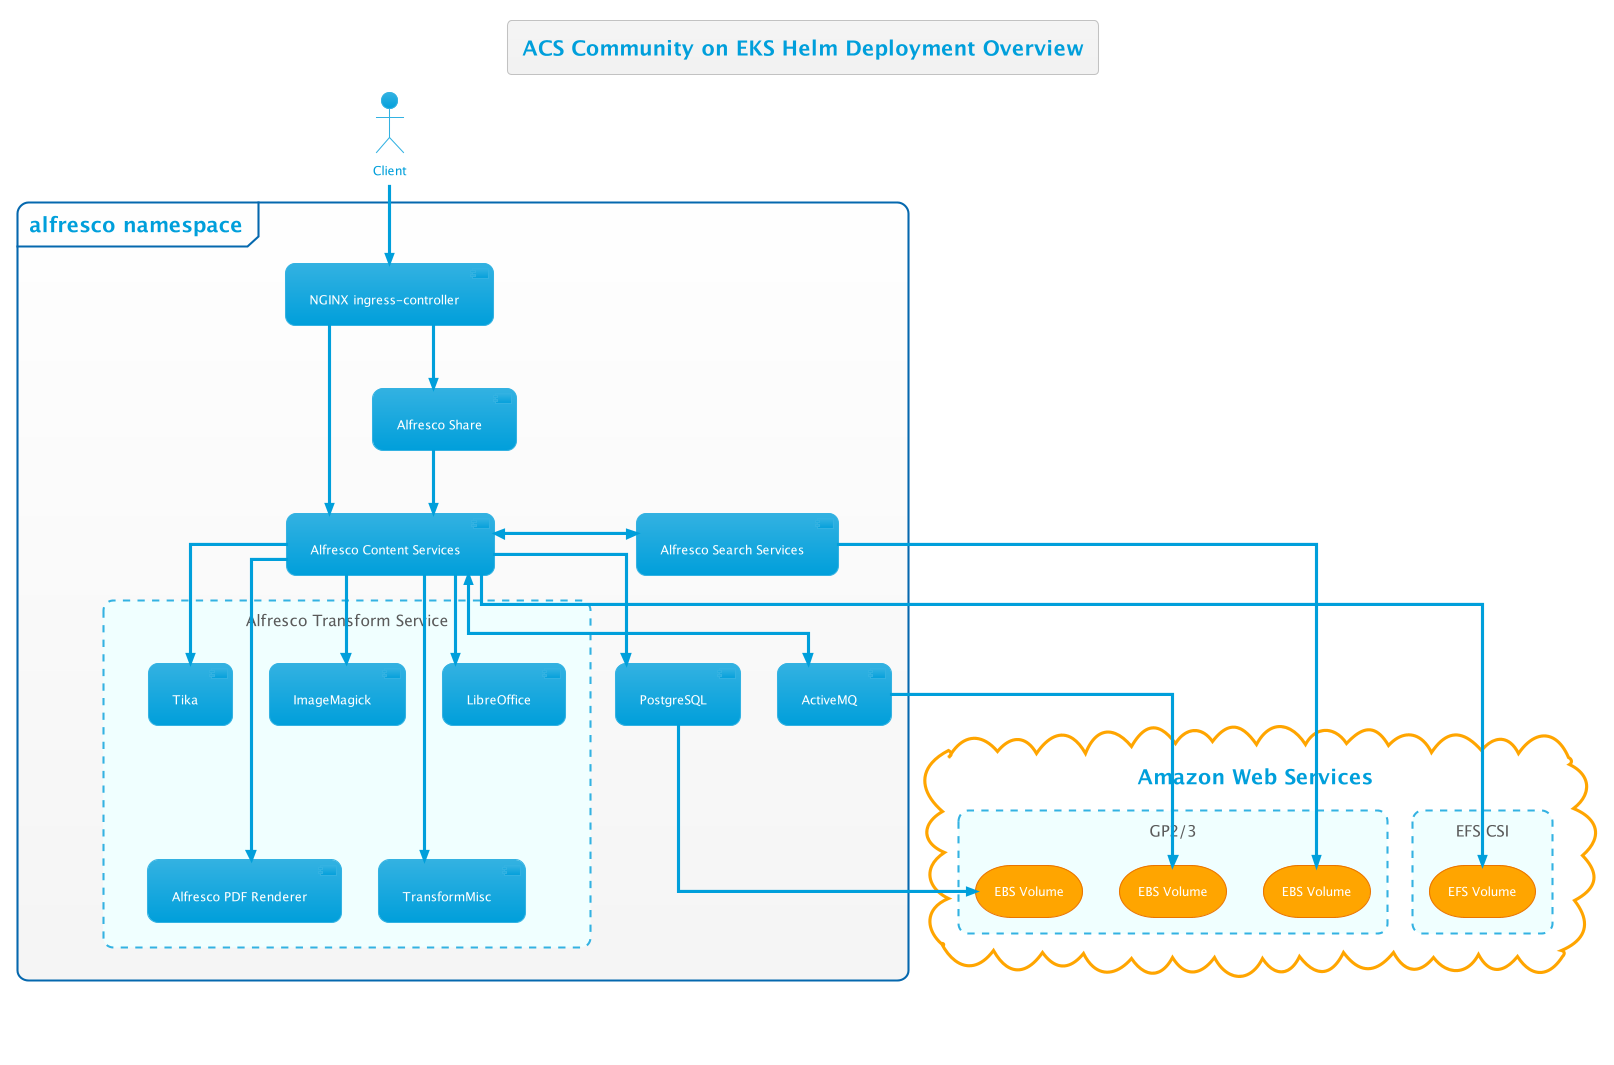 ACS Community on EKS Helm Deployment Overview
Client
alfresco namespace
NGINX ingress-controller
Alfresco Share
Alfresco Content Services
Alfresco Search Services
Alfresco Transform Service
Tika
ImageMagick
LibreOffice
PostgreSQL
ActiveMQ
Amazon Web Services
GP2/3
EFS CSI
Alfresco PDF Renderer
TransformMisc
EBS Volume
EBS Volume
EBS Volume
EFS Volume